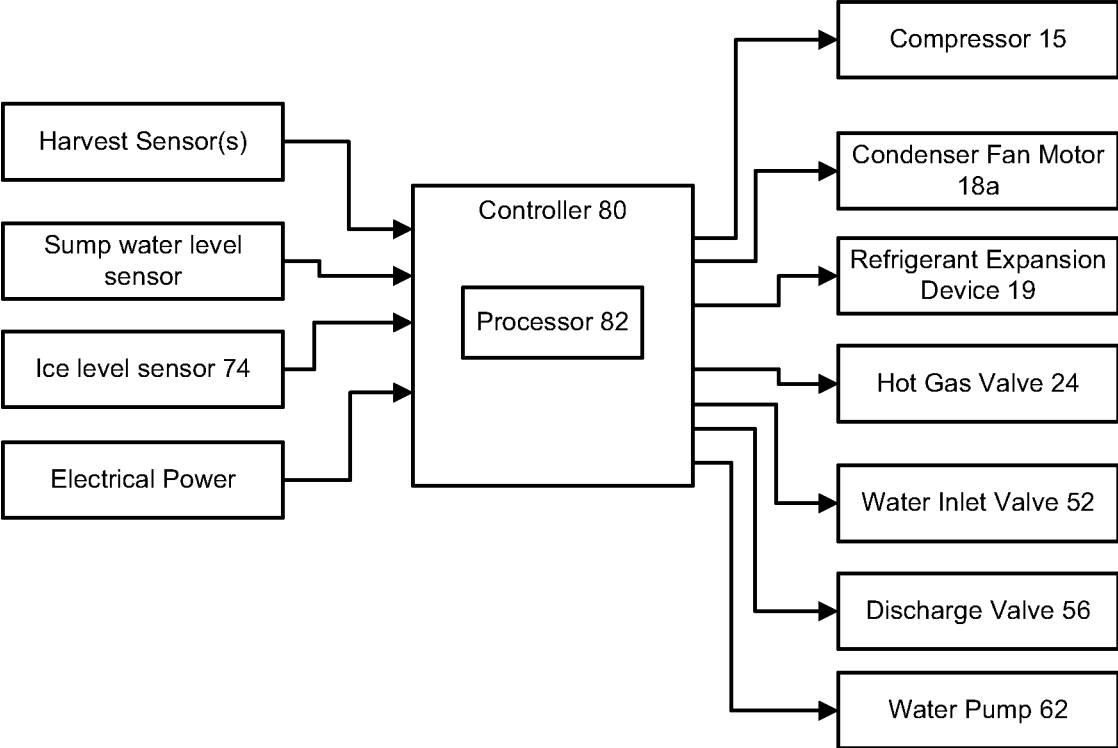 Harvest Sensor(s)
Sump water level
sensor
Ice level sensor 74
Electrical Power
Controller 80
Processor 82
Compressor 15
Condenser Fan Motor
18a
Refrigerant Expansion
Device 19
Hot Gas Valve 24
Water Inlet Valve 52
Discharge Valve 56
Water Pump 62